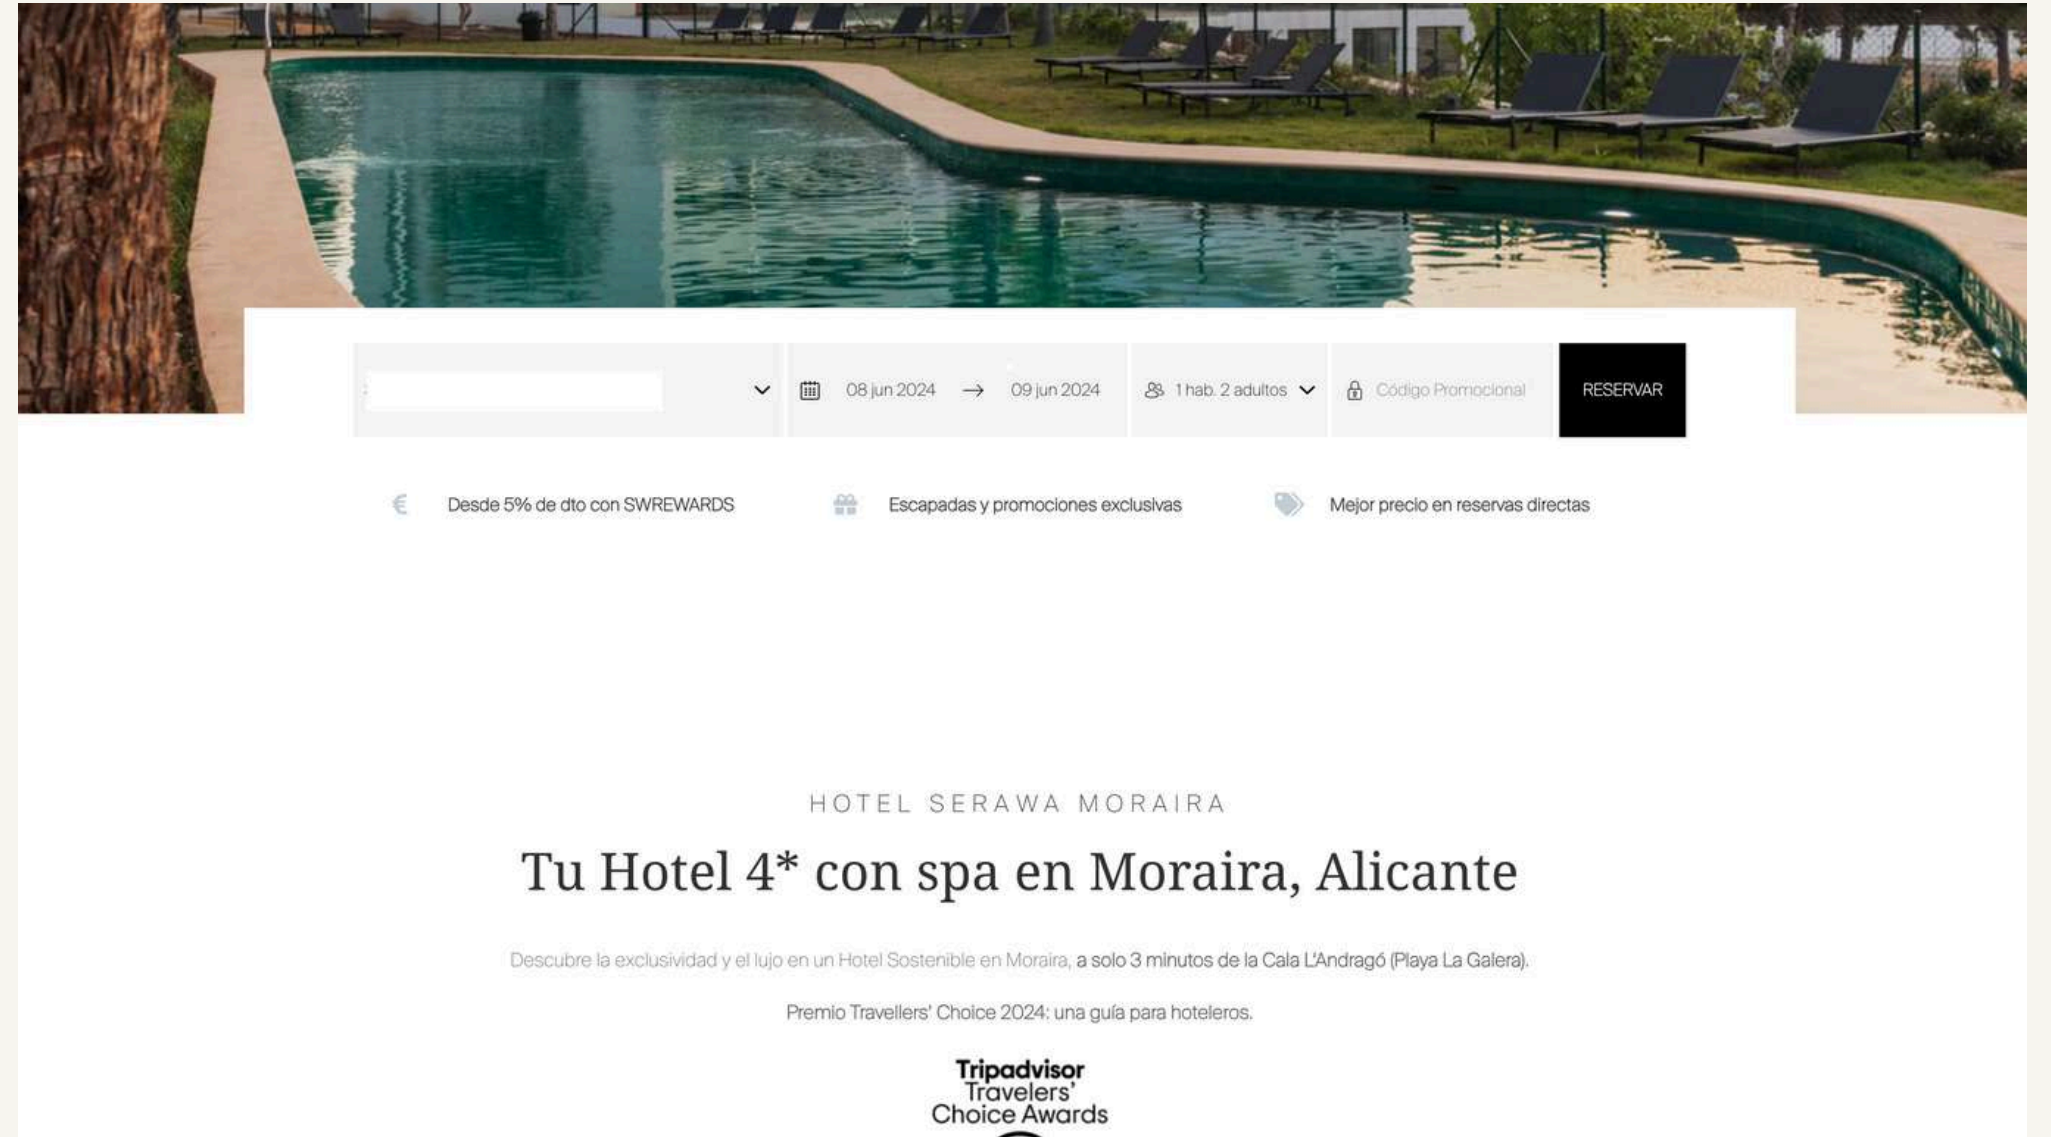 08 jun 2024 → 09 jun 2024
1 hab. 2 adultos
Código Promocional
RESERVAR
Desde 5% de dto con SWREWARDS
Escapadas y promociones exclusivas
Mejor precio en reservas directas
HOTEL SERAWA MORAIRA
Tu Hotel 4* con spa en Moraira, Alicante
Descubre la exclusividad y el lujo en un Hotel Sostenible en Moraira, a solo 3 minutos de la Cala L'Andragó (Playa La Galera).
Premio Travellers' Choice 2024: una guía para hoteleros.
Tripadvisor
Travelers'
Choice Awards